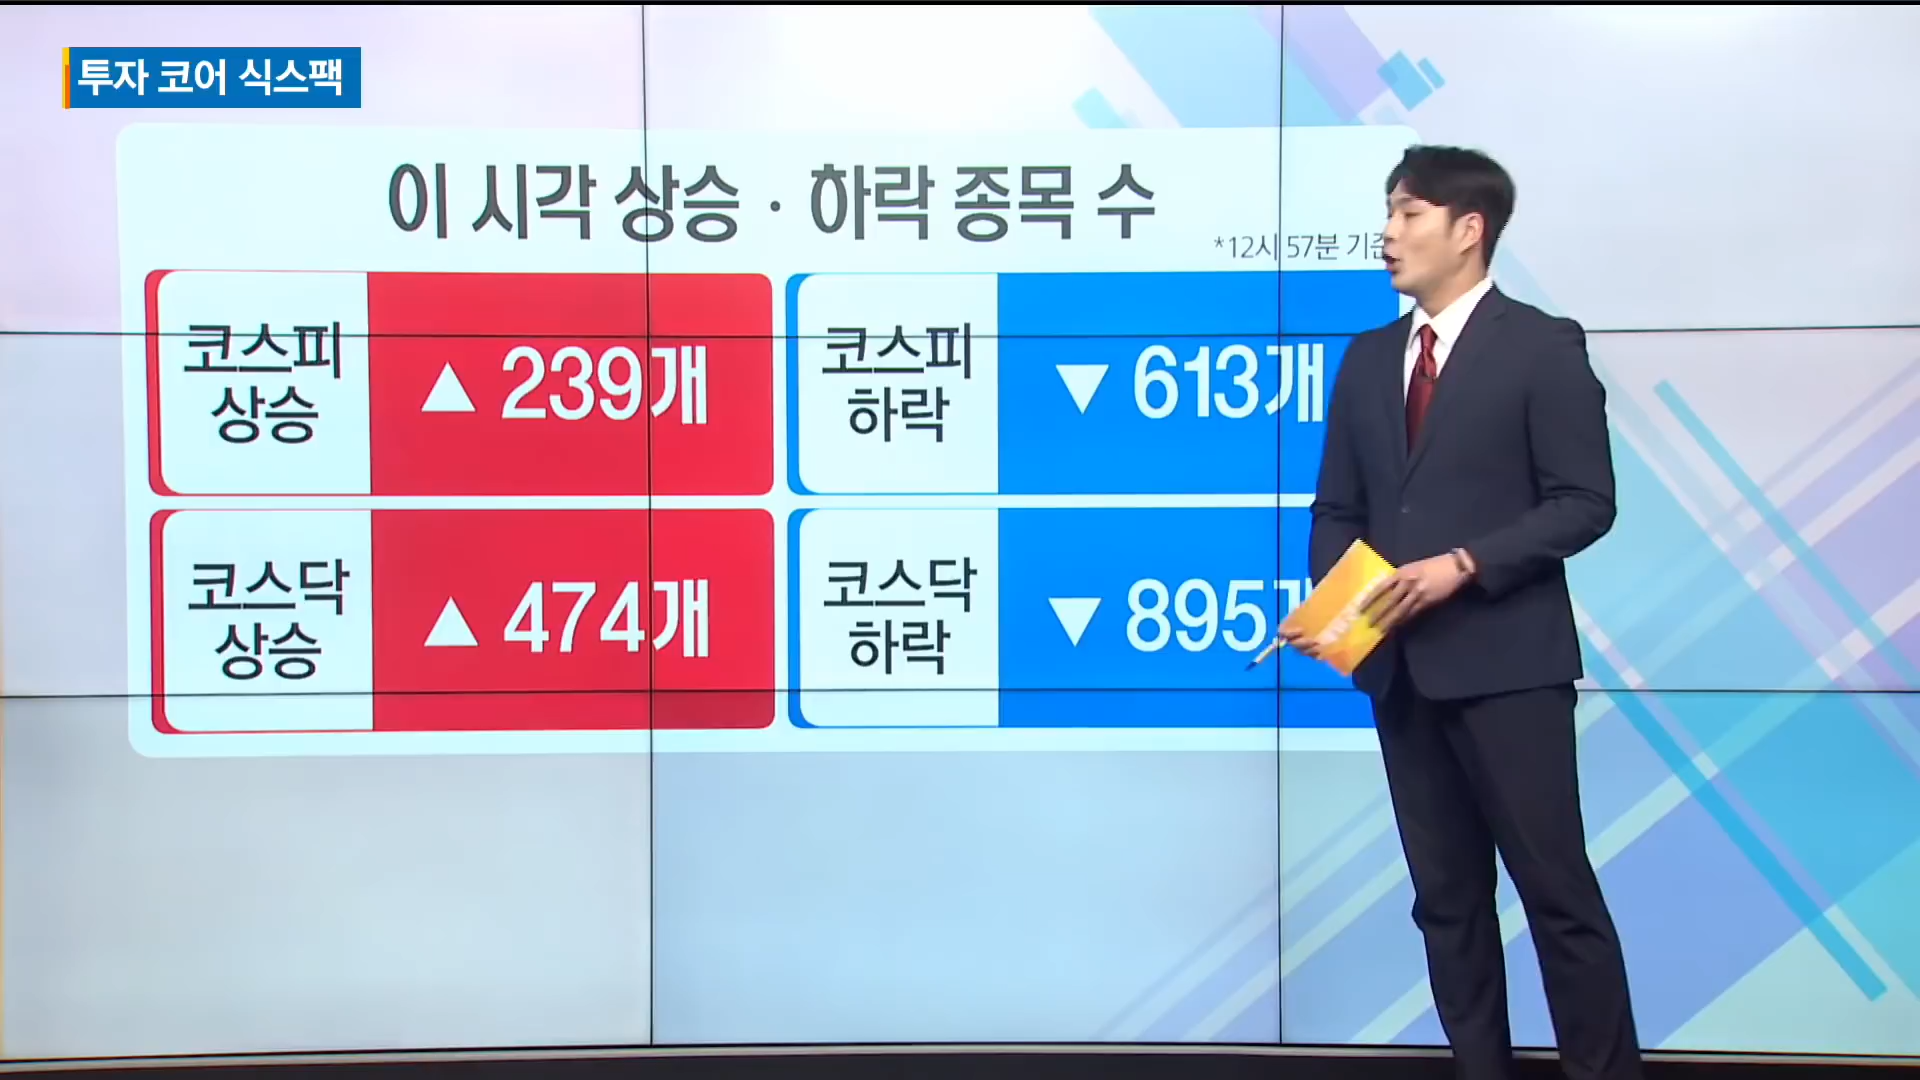 투자 코어 식스팩
이 시각 상승 · 하락 종목 수
*12시 57분 기준
코스피
상승
▲ 239개
코스피
하락
▼ 613개
코스닥
상승
▲ 474개
코스닥
하락
▼ 895개